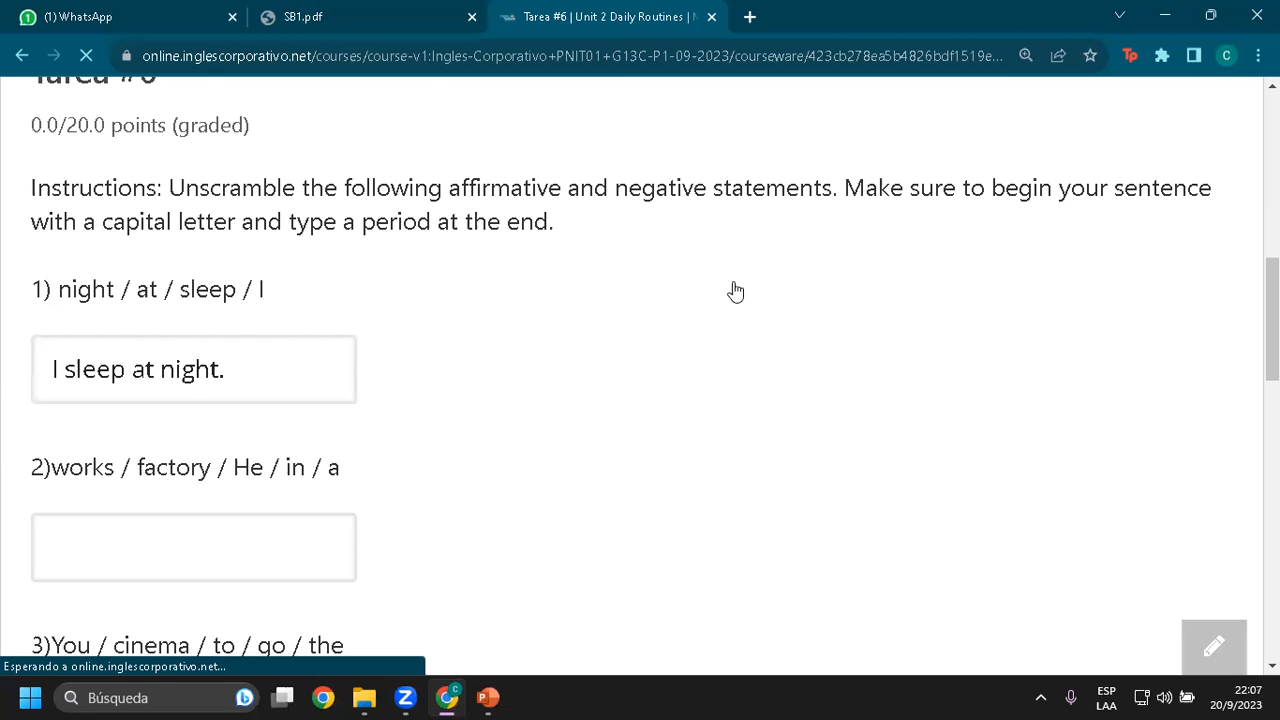 (1) WhatsApp
SB1.pdf
Tarea #6 | Unit 2 Daily Routines |
online.inglescorporativo.net/courses/course-v1:Ingles-Corporativo+PNIT01+G13C-P1-09-2023/courseware/423cb278ea5b4826bdf1519e...
Tarea #6
0.0/20.0 points (graded)
Instructions: Unscramble the following affirmative and negative statements. Make sure to begin your sentence
with a capital letter and type a period at the end.
1) night / at / sleep / I
I sleep at night.
2)works / factory / He / in / a
3)You / cinema / to / go / the
Esperando a online.inglescorporativo.net...
Búsqueda
ESP
LAA
22:07
20/9/2023